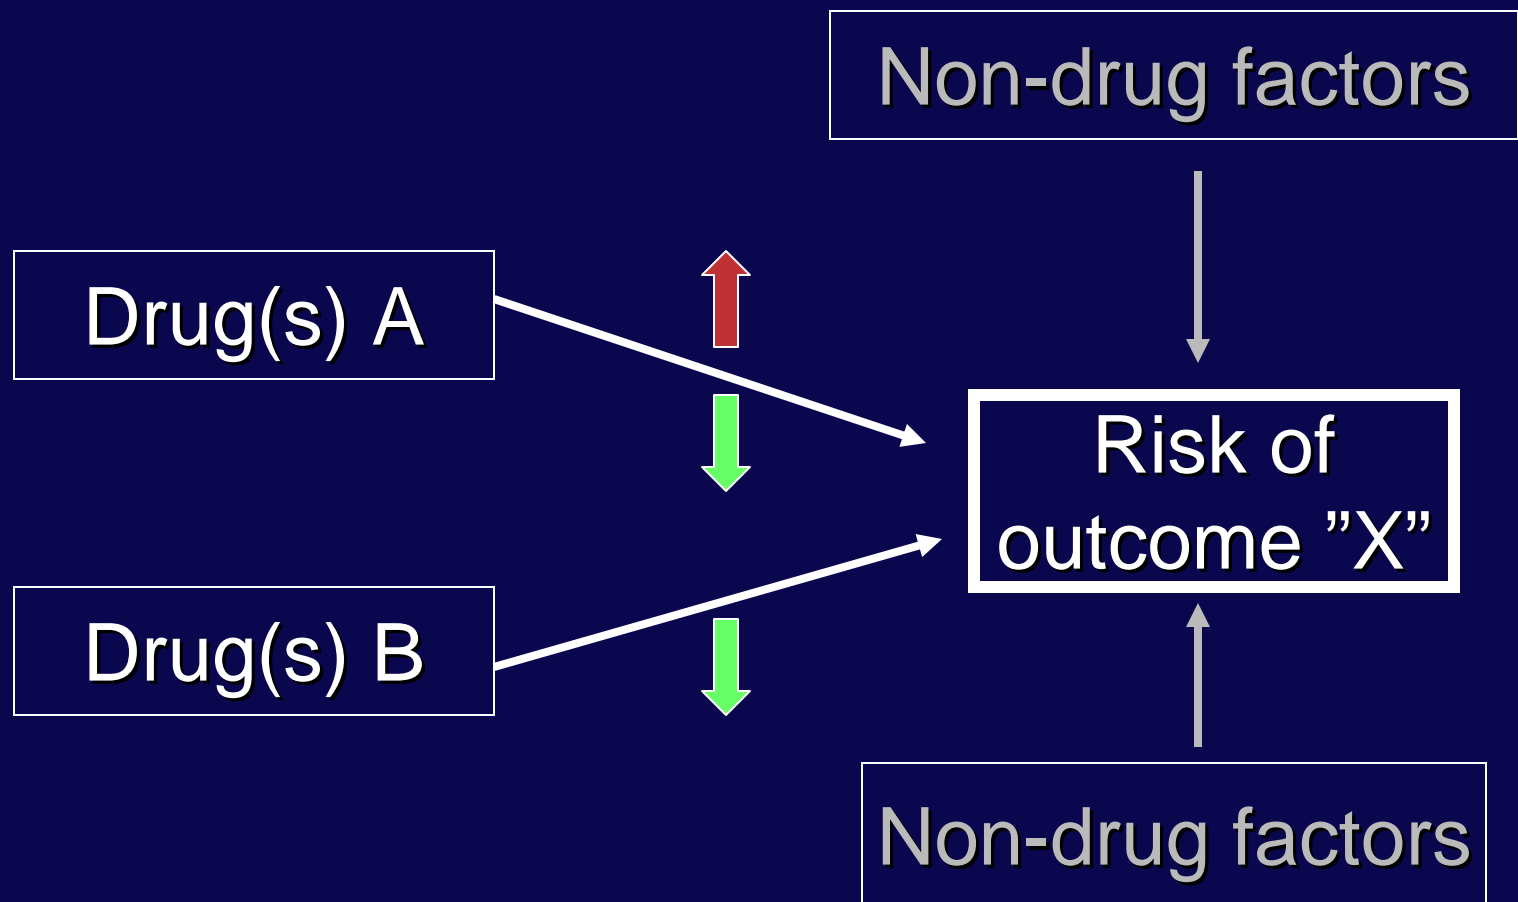 Non-drug factors
Drug(s) A
Risk of
outcome ”X”
Drug(s) B
Non-drug factors